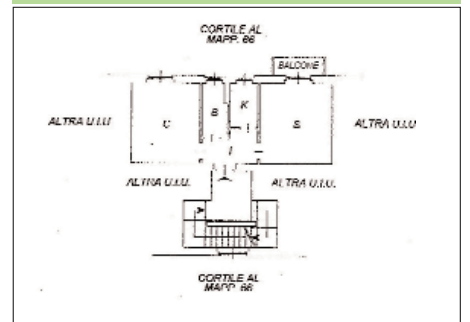 CORTILE AL
MAPP. 66
BALCONE
ALTRA U.I.U
C
B
K
S
ALTRA U.I.U
I
ALTRA U.I.U.
ALTRA U.I.U.
CORTILE AL
MAPP. 66